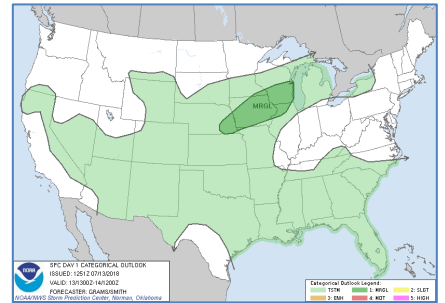 MRGL
SPC DAY 1 CATEGORICAL OUTLOOK
ISSUED: 1251Z 07/13/2018
VALID: 13/1300Z-14/1200Z
FORECASTER: GRAMS/SMITH
NOAA/NWS Storm Prediction Center, Norman, Oklahoma
NOAA
Categorical Outlook Legend:
TSTM 1: MRGL 2: SLGT
3: ENH 4: MDT 5: HIGH